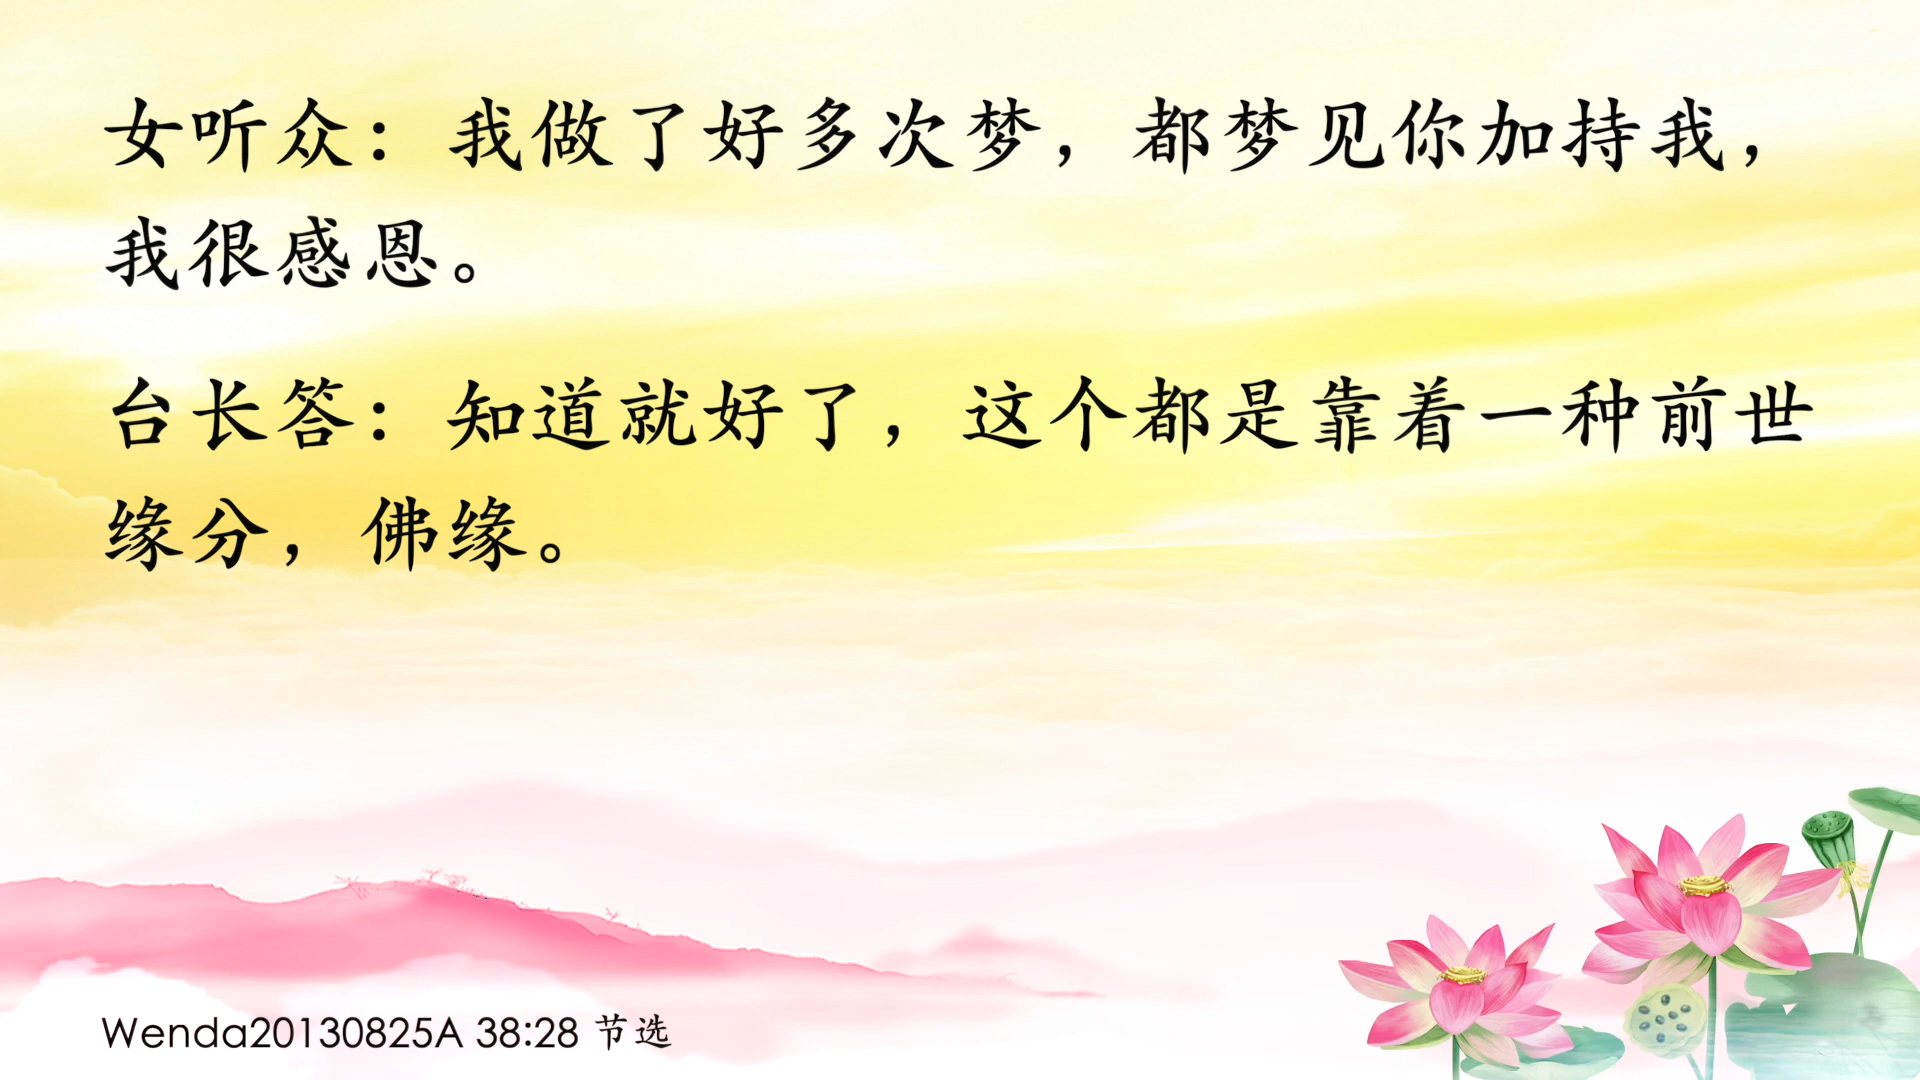 女听众：我做了好多次梦，都梦见你加持我，
我很感恩。
台长答：知道就好了，这个都是靠着一种前世
缘分，佛缘。
Wenda20130825A 38:28 节选